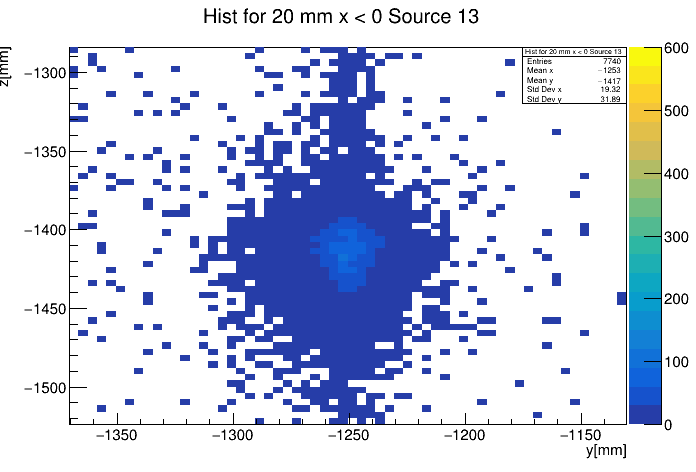 Hist for 20 mm x < 0 Source 13
z[mm]
Hist for 20 mm x < 0 Source 13
Entries 7740
Mean x −1253
Mean y −1417
Std Dev x 19.32
Std Dev y 31.89
−1300
−1350
−1400
−1450
−1500
−1350 −1300 −1250 −1200 −1150
y[mm]
600
500
400
300
200
100
0